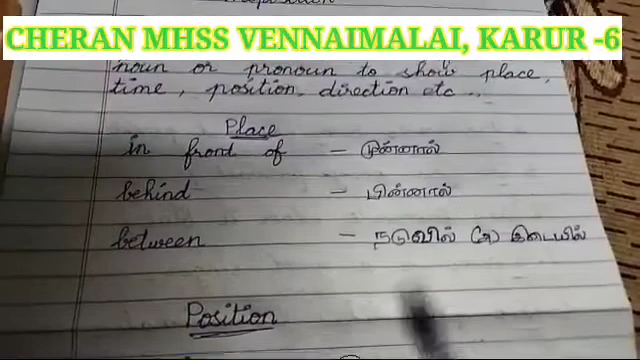 CHERAN MHSS VENNAIMALAI, KARUR -6
noun or pronoun to show place,
time, position, direction etc ...
Place
in front of - முன்னால்
behind - பின்னால்
between - நடுவில் (அ) இடையில்
Position